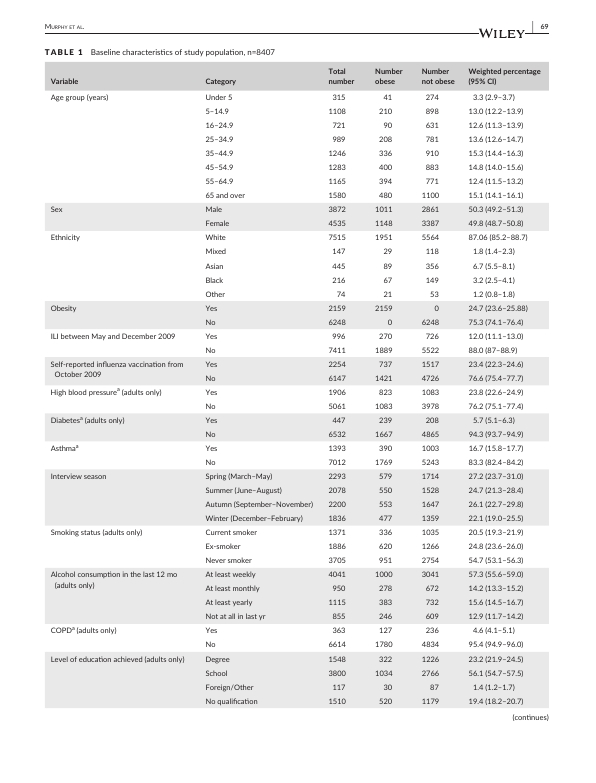 MURPHY ET AL.
WILEY 69
TABLE 1 Baseline characteristics of study population, n=8407
Variable Category Total number Number obese Number not obese Weighted percentage (95% CI)
Age group (years) Under 5 315 41 274 3.3 (2.9–3.7)
5–14.9 1108 210 898 13.0 (12.2–13.9)
16–24.9 721 90 631 12.6 (11.3–13.9)
25–34.9 989 208 781 13.6 (12.6–14.7)
35–44.9 1246 336 910 15.3 (14.4–16.3)
45–54.9 1283 400 883 14.8 (14.0–15.6)
55–64.9 1165 394 771 12.4 (11.5–13.2)
65 and over 1580 480 1100 15.1 (14.1–16.1)
Sex Male 3872 1011 2861 50.3 (49.2–51.3)
Female 4535 1148 3387 49.8 (48.7–50.8)
Ethnicity White 7515 1951 5564 87.06 (85.2–88.7)
Mixed 147 29 118 1.8 (1.4–2.3)
Asian 445 89 356 6.7 (5.5–8.1)
Black 216 67 149 3.2 (2.5–4.1)
Other 74 21 53 1.2 (0.8–1.8)
Obesity Yes 2159 2159 0 24.7 (23.6–25.88)
No 6248 0 6248 75.3 (74.1–76.4)
ILI between May and December 2009 Yes 996 270 726 12.0 (11.1–13.0)
No 7411 1889 5522 88.0 (87–88.9)
Self-reported influenza vaccination from October 2009 Yes 2254 737 1517 23.4 (22.3–24.6)
No 6147 1421 4726 76.6 (75.4–77.7)
High blood pressureᵃ (adults only) Yes 1906 823 1083 23.8 (22.6–24.9)
No 5061 1083 3978 76.2 (75.1–77.4)
Diabetesᵃ (adults only) Yes 447 239 208 5.7 (5.1–6.3)
No 6532 1667 4865 94.3 (93.7–94.9)
Asthmaᵃ Yes 1393 390 1003 16.7 (15.8–17.7)
No 7012 1769 5243 83.3 (82.4–84.2)
Interview season Spring (March–May) 2293 579 1714 27.2 (23.7–31.0)
Summer (June–August) 2078 550 1528 24.7 (21.3–28.4)
Autumn (September–November) 2200 553 1647 26.1 (22.7–29.8)
Winter (December–February) 1836 477 1359 22.1 (19.0–25.5)
Smoking status (adults only) Current smoker 1371 336 1035 20.5 (19.3–21.9)
Ex-smoker 1886 620 1266 24.8 (23.6–26.0)
Never smoker 3705 951 2754 54.7 (53.1–56.3)
Alcohol consumption in the last 12 mo (adults only) At least weekly 4041 1000 3041 57.3 (55.6–59.0)
At least monthly 950 278 672 14.2 (13.3–15.2)
At least yearly 1115 383 732 15.6 (14.5–16.7)
Not at all in last yr 855 246 609 12.9 (11.7–14.2)
COPDᵃ (adults only) Yes 363 127 236 4.6 (4.1–5.1)
No 6614 1780 4834 95.4 (94.9–96.0)
Level of education achieved (adults only) Degree 1548 322 1226 23.2 (21.9–24.5)
School 3800 1034 2766 56.1 (54.7–57.5)
Foreign/Other 117 30 87 1.4 (1.2–1.7)
No qualification 1510 520 1179 19.4 (18.2–20.7)
(continues)